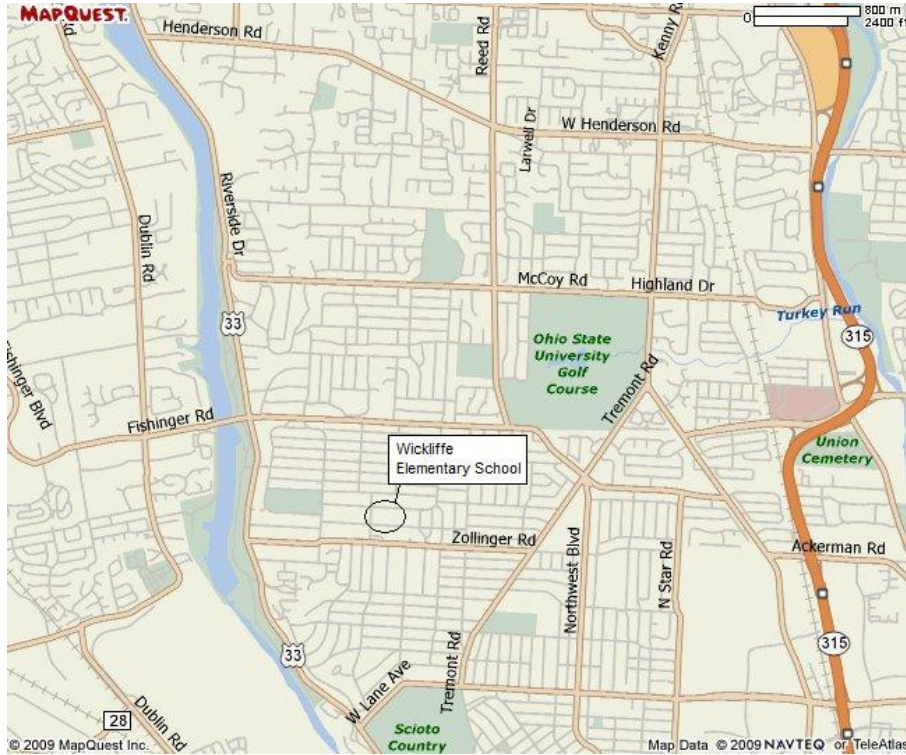 MAPQUEST.
0
800 m
2400 ft
Rd
Henderson Rd
Reed Rd
Kenny R
W Henderson Rd
Larwell Dr
Riverside Dr
Dublin Rd
McCoy Rd
Highland Dr
Turkey Run
33
315
Ohio State
University
Golf
Course
Tremont Rd
Fishinger Blvd
Fishinger Rd
Wickliffe
Elementary School
Union
Cemetery
Zollinger Rd
Northwest Blvd
N Star Rd
Ackerman Rd
33
315
W Lane Ave
Tremont Rd
28
Dublin Rd
Scioto
Country
© 2009 MapQuest Inc.
Map Data © 2009 NAVTEQ or TeleAtlas